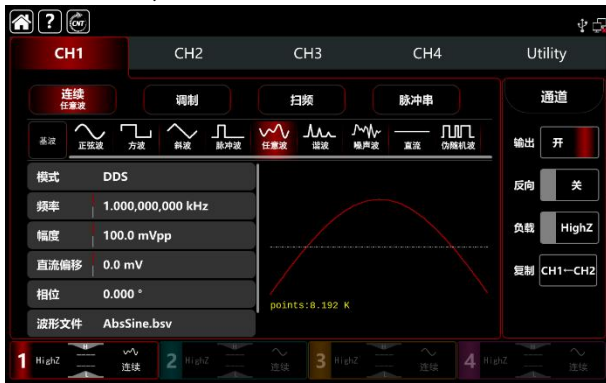 ? CNT
CH1 CH2 CH3 CH4 Utility
连续 调制 扫频 脉冲串 通道
任意波
基波 正弦波 方波 斜波 脉冲波 任意波 谐波 噪声波 直流 伪随机波
输出 开
模式 DDS
反向 关
频率 1.000,000,000 kHz
幅度 100.0 mVpp
负载 HighZ
直流偏移 0.0 mV
复制 CH1←CH2
相位 0.000 °
points:8.192 K
波形文件 AbsSine.bsv
1 HighZ H L 连续 2 HighZ 连续 3 HighZ 连续 4 HighZ 连续